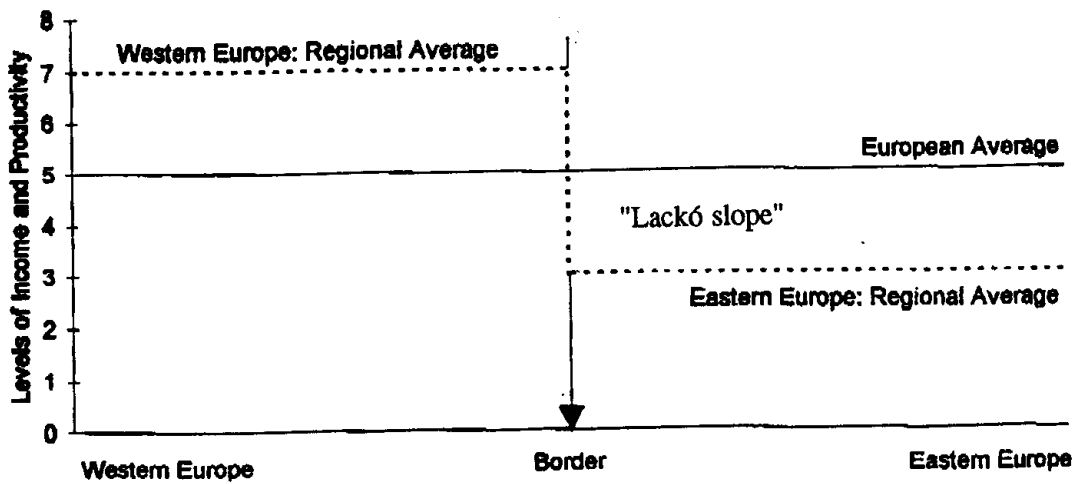 8
Western Europe: Regional Average
7
6
European Average
5
4
"Lackó slope"
3
Eastern Europe: Regional Average
2
1
0
Levels of Income and Productivity
Western Europe
Border
Eastern Europe